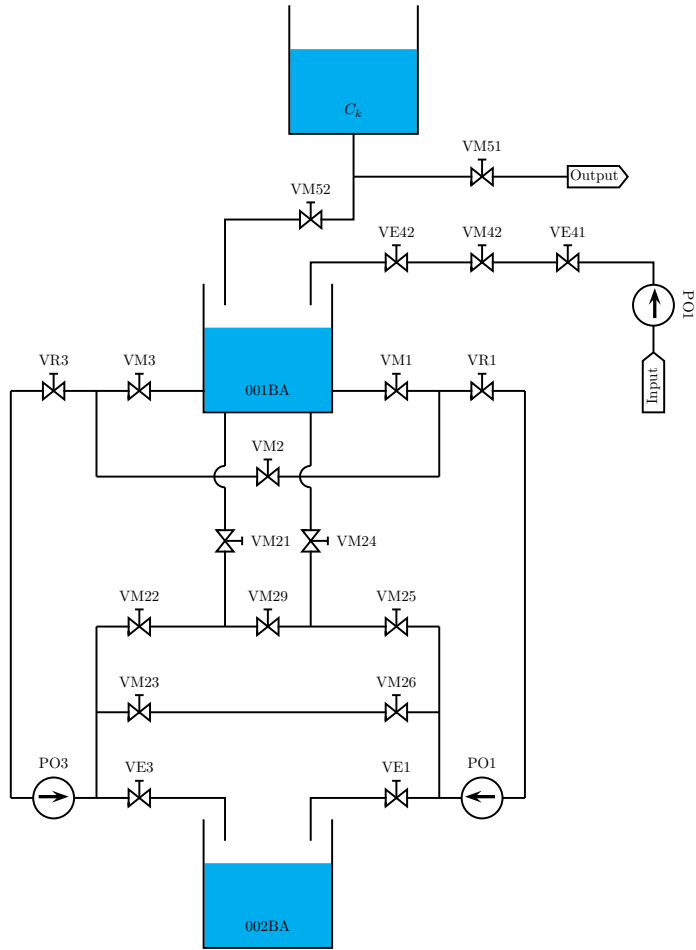 C_k
VM51
Output
VM52
VE42
VM42
VE41
PO1
Input
VR3
VM3
001BA
VM1
VR1
VM2
VM21
VM24
VM22
VM29
VM25
VM23
VM26
PO3
VE3
VE1
PO1
002BA